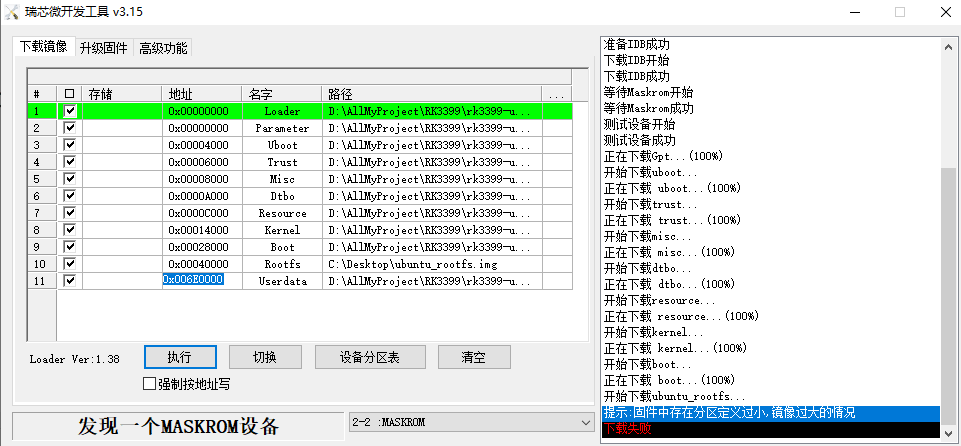 瑞芯微开发工具 v3.15
下载镜像 升级固件 高级功能
# 存储 地址 名字 路径 ...
1 0x00000000 Loader D:\AllMyProject\RK3399\rk3399-u...
2 0x00000000 Parameter D:\AllMyProject\RK3399\rk3399-u...
3 0x00004000 Uboot D:\AllMyProject\RK3399\rk3399-u...
4 0x00006000 Trust D:\AllMyProject\RK3399\rk3399-u...
5 0x00008000 Misc D:\AllMyProject\RK3399\rk3399-u...
6 0x0000A000 Dtbo D:\AllMyProject\RK3399\rk3399-u...
7 0x0000C000 Resource D:\AllMyProject\RK3399\rk3399-u...
8 0x00014000 Kernel D:\AllMyProject\RK3399\rk3399-u...
9 0x00028000 Boot D:\AllMyProject\RK3399\rk3399-u...
10 0x00040000 Rootfs C:\Desktop\ubuntu_rootfs.img
11 0x006E0000 Userdata D:\AllMyProject\RK3399\rk3399-u...
Loader Ver:1.38 执行 切换 设备分区表 清空
强制按地址写
发现一个MASKROM设备 2-2 :MASKROM
准备IDB成功
下载IDB开始
下载IDB成功
等待Maskrom开始
等待Maskrom成功
测试设备开始
测试设备成功
正在下载Gpt...(100%)
开始下载uboot...
正在下载 uboot...(100%)
开始下载trust...
正在下载 trust...(100%)
开始下载misc...
正在下载 misc...(100%)
开始下载dtbo...
正在下载 dtbo...(100%)
开始下载resource...
正在下载 resource...(100%)
开始下载kernel...
正在下载 kernel...(100%)
开始下载boot...
正在下载 boot...(100%)
开始下载ubuntu_rootfs...
提示:固件中存在分区定义过小,镜像过大的情况
下载失败